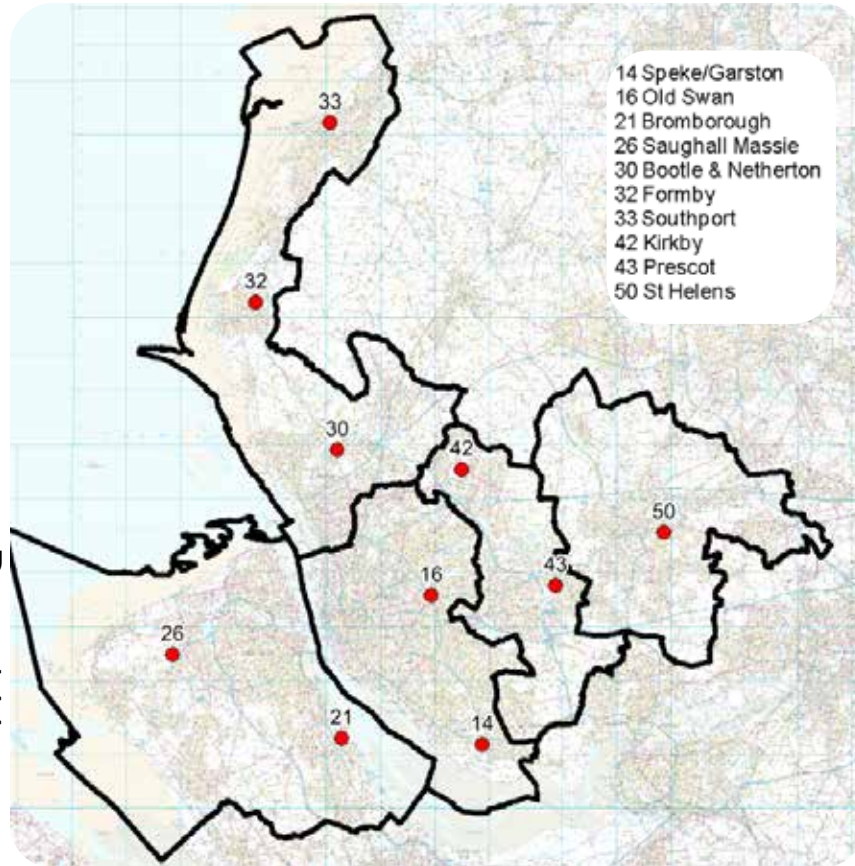 14 Speke/Garston
16 Old Swan
21 Bromborough
26 Saughall Massie
30 Bootle & Netherton
32 Formby
33 Southport
42 Kirkby
43 Prescot
50 St Helens
33
32
30
42
50
43
16
26
21
14